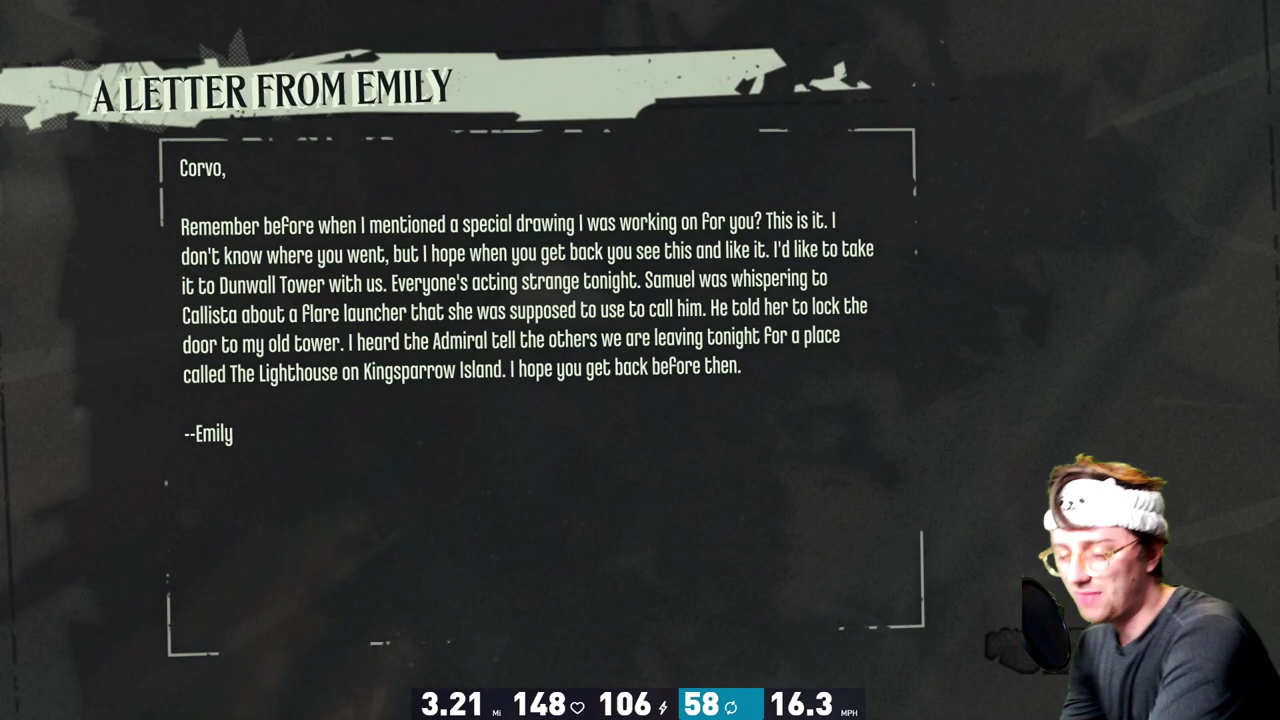 A LETTER FROM EMILY
Corvo,
Remember before when I mentioned a special drawing I was working on for you? This is it. I
don't know where you went, but I hope when you get back you see this and like it. I'd like to take
it to Dunwall Tower with us. Everyone's acting strange tonight. Samuel was whispering to
Callista about a flare launcher that she was supposed to use to call him. He told her to lock the
door to my old tower. I heard the Admiral tell the others we are leaving tonight for a place
called The Lighthouse on Kingsparrow Island. I hope you get back before then.
--Emily
3.21 Mi 148 106 58 16.3 MPH